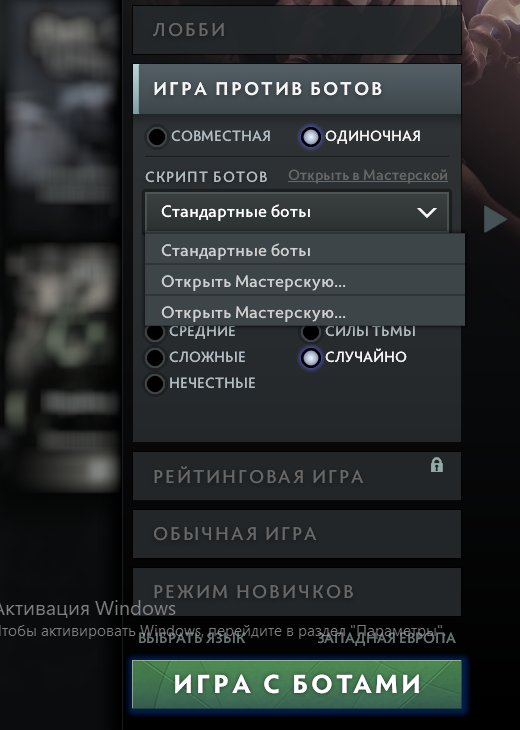 ЛОББИ
ИГРА ПРОТИВ БОТОВ
СОВМЕСТНАЯ ОДИНОЧНАЯ
СКРИПТ БОТОВ Открыть в Мастерской
Стандартные боты
Стандартные боты
Открыть Мастерскую...
Открыть Мастерскую...
СРЕДНИЕ СИЛЫ ТЬМЫ
СЛОЖНЫЕ СЛУЧАЙНО
НЕЧЕСТНЫЕ
РЕЙТИНГОВАЯ ИГРА
ОБЫЧНАЯ ИГРА
РЕЖИМ НОВИЧКОВ
Активация Windows
Чтобы активировать Windows, перейдите в раздел "Параметры".
ВЫБРАТЬ ЯЗЫК ЗАПАДНАЯ ЕВРОПА
ИГРА С БОТАМИ